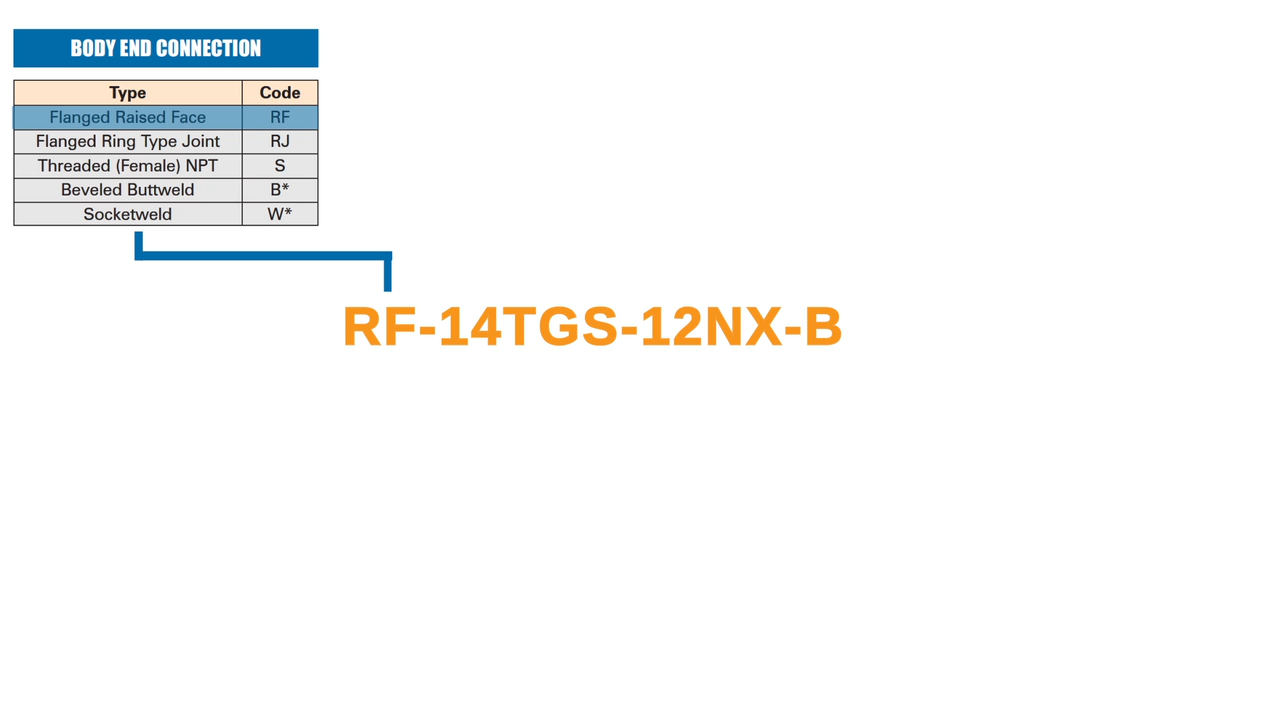 BODY END CONNECTION
Type Code
Flanged Raised Face RF
Flanged Ring Type Joint RJ
Threaded (Female) NPT S
Beveled Buttweld B*
Socketweld W*
RF-14TGS-12NX-B